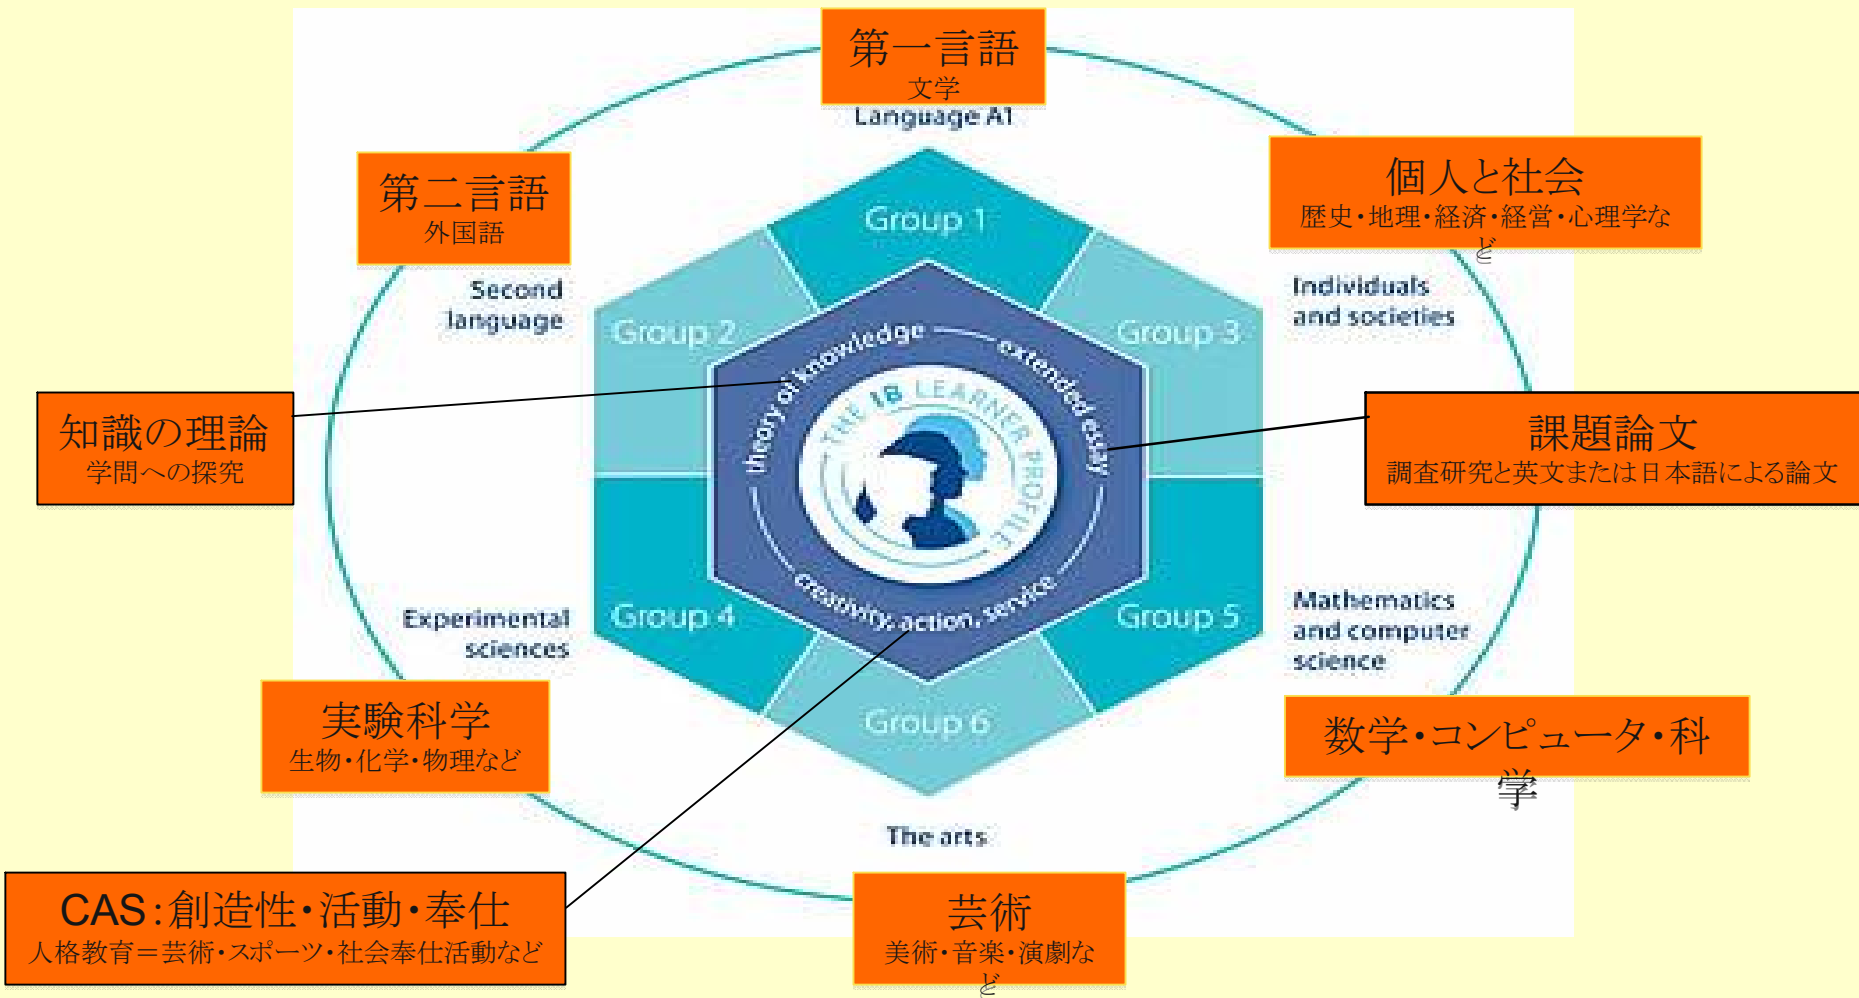 第一言語
文学
Language A1
第二言語
外国語
個人と社会
歴史・地理・経済・経営・心理学な
ど
Group 1
Second
language
Individuals
and societies
Group 2
Group 3
theory of knowledge
extended essay
THE IB LEARNER PROFILE
知識の理論
学問への探究
課題論文
調査研究と英文または日本語による論文
creativity, action, service
Experimental
sciences
Group 4
Group 5
Mathematics
and computer
science
実験科学
生物・化学・物理など
Group 6
数学・コンピュータ・科
学
The arts
CAS:創造性・活動・奉仕
人格教育=芸術・スポーツ・社会奉仕活動など
芸術
美術・音楽・演劇な
ど